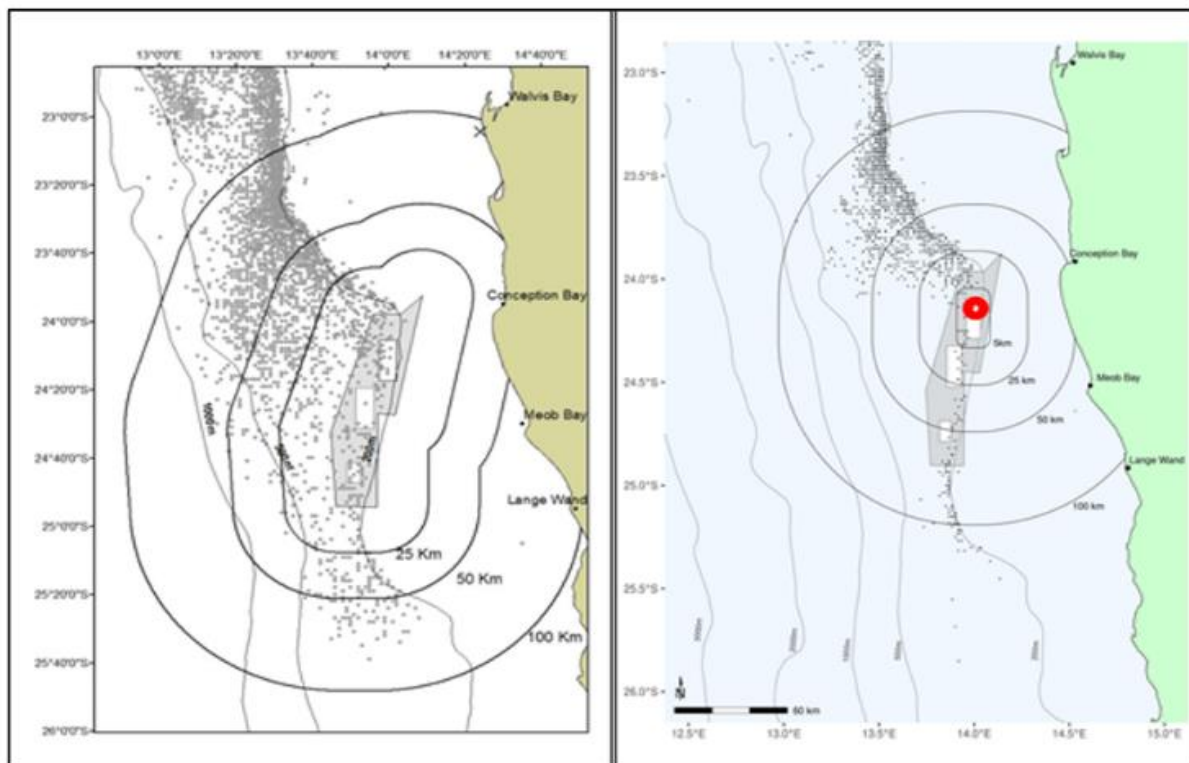 13°0'0"E 13°20'0"E 13°40'0"E 14°0'0"E 14°20'0"E 14°40'0"E
Walvis Bay
23°0'0"S
23°20'0"S
23°40'0"S
Conception Bay
24°0'0"S
24°20'0"S
1000m
200m
Meob Bay
24°40'0"S
Lange Wand
25°0'0"S
25 Km
50 Km
25°20'0"S
100 Km
25°40'0"S
26°0'0"S
Walvis Bay
23.0°S
23.5°S
Conception Bay
24.0°S
5km
25 km
Meob Bay
24.5°S
50 km
Lange Wand
25.0°S
100 km
25.5°S
1000m
200m
26.0°S
N
60 km
12.5°E 13.0°E 13.5°E 14.0°E 14.5°E 15.0°E